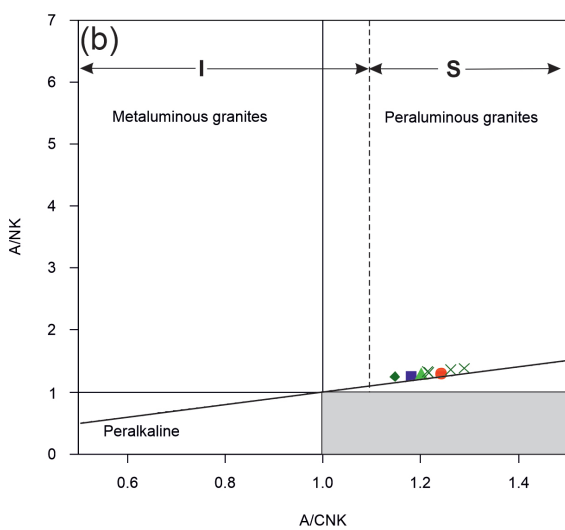 (b)
7
6
5
4
3
2
1
0
I
S
Metaluminous granites
Peraluminous granites
Peralkaline
A/NK
0.6
0.8
1.0
1.2
1.4
A/CNK